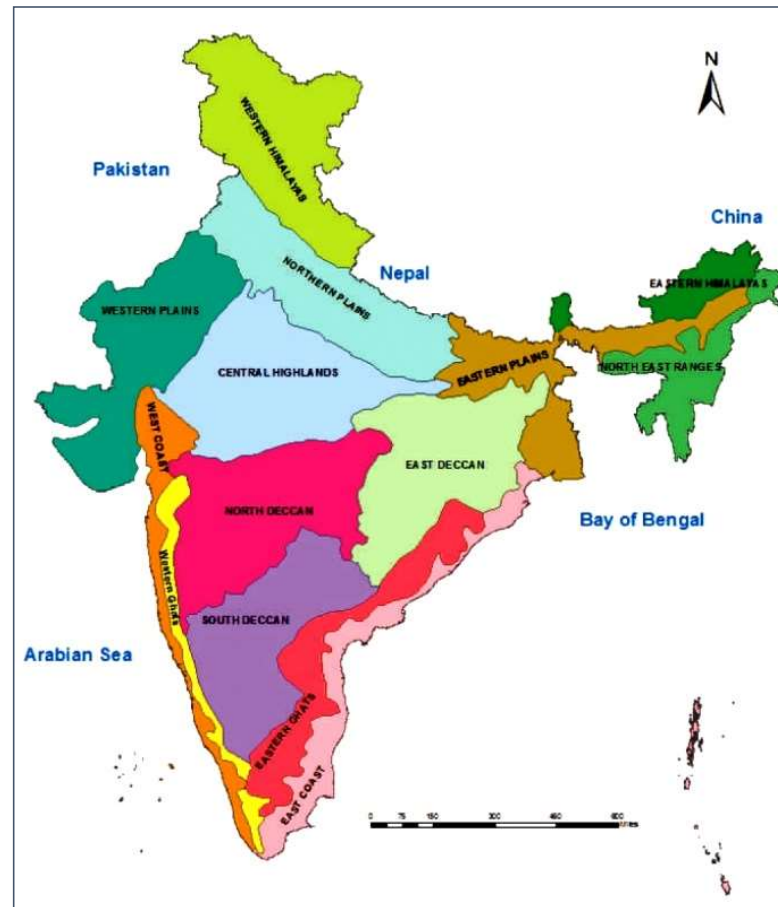 N
WESTERN HIMALAYAS
Pakistan
China
Nepal
EASTERN HIMALAYAS
NORTHERN PLAINS
WESTERN PLAINS
EASTERN PLAINS
NORTH EAST RANGES
CENTRAL HIGHLANDS
WEST COAST
EAST DECCAN
NORTH DECCAN
Bay of Bengal
Western Ghats
SOUTH DECCAN
Arabian Sea
EASTERN GHATS
EAST COAST
0 75 150 300 450 600